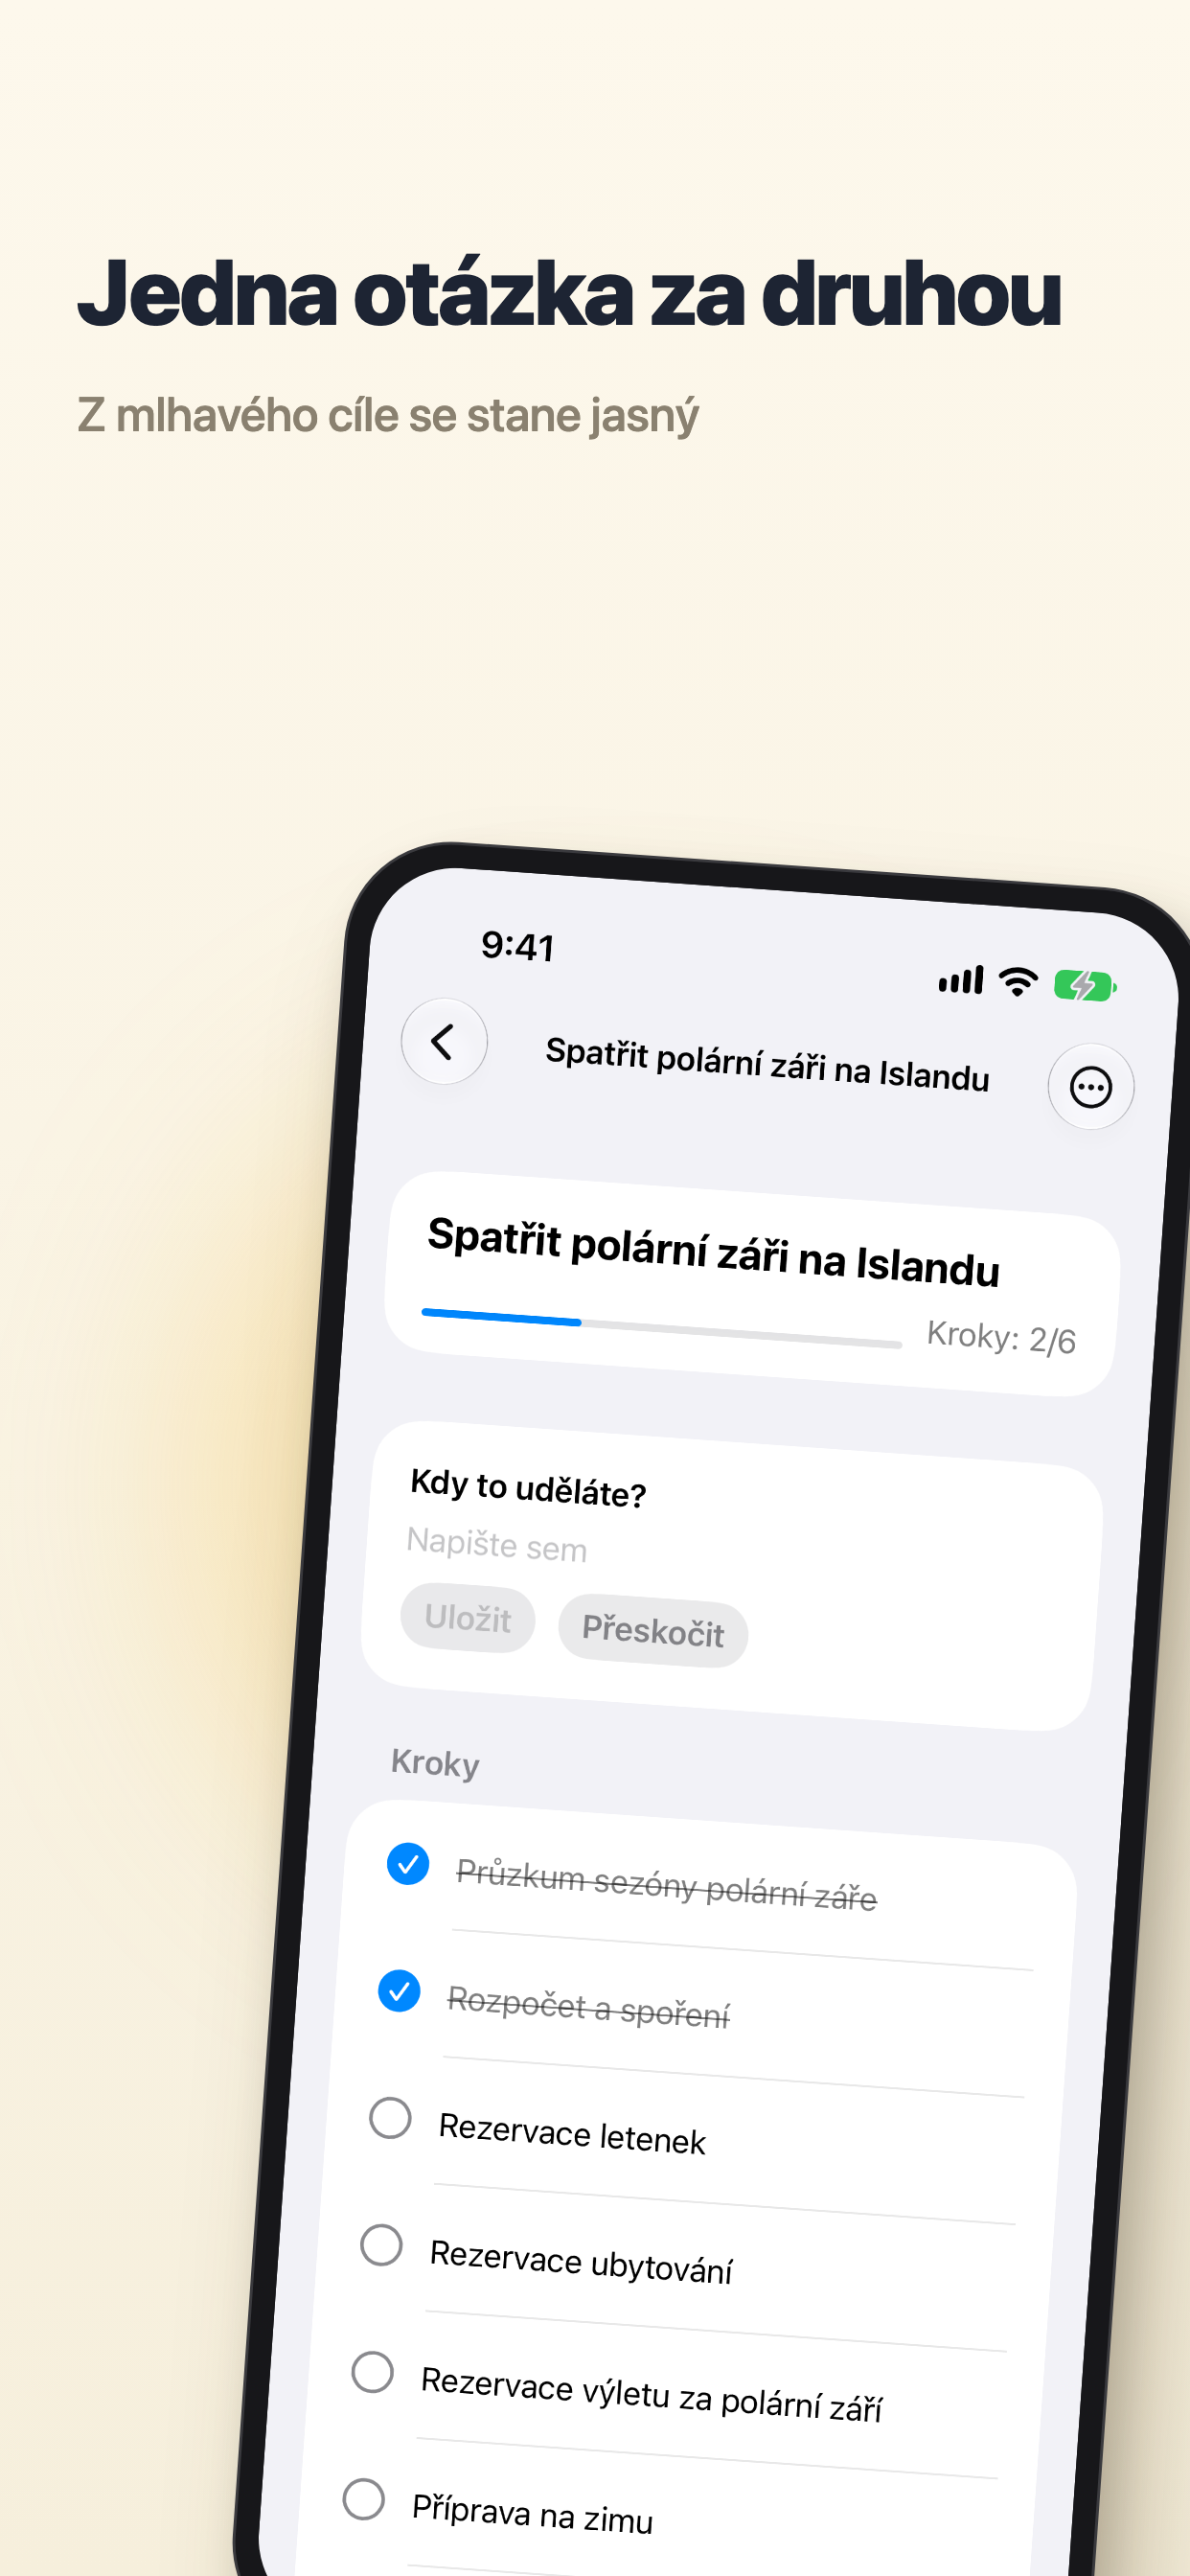 Jedna otázka za druhou
Z mlhavého cíle se stane jasný
9:41
Spatřit polární záři na Islandu
Spatřit polární záři na Islandu
Kroky: 2/6
Kdy to uděláte?
Napište sem
Uložit
Přeskočit
Kroky
Průzkum sezóny polární záře
Rozpočet a spoření
Rezervace letenek
Rezervace ubytování
Rezervace výletu za polární září
Příprava na zimu